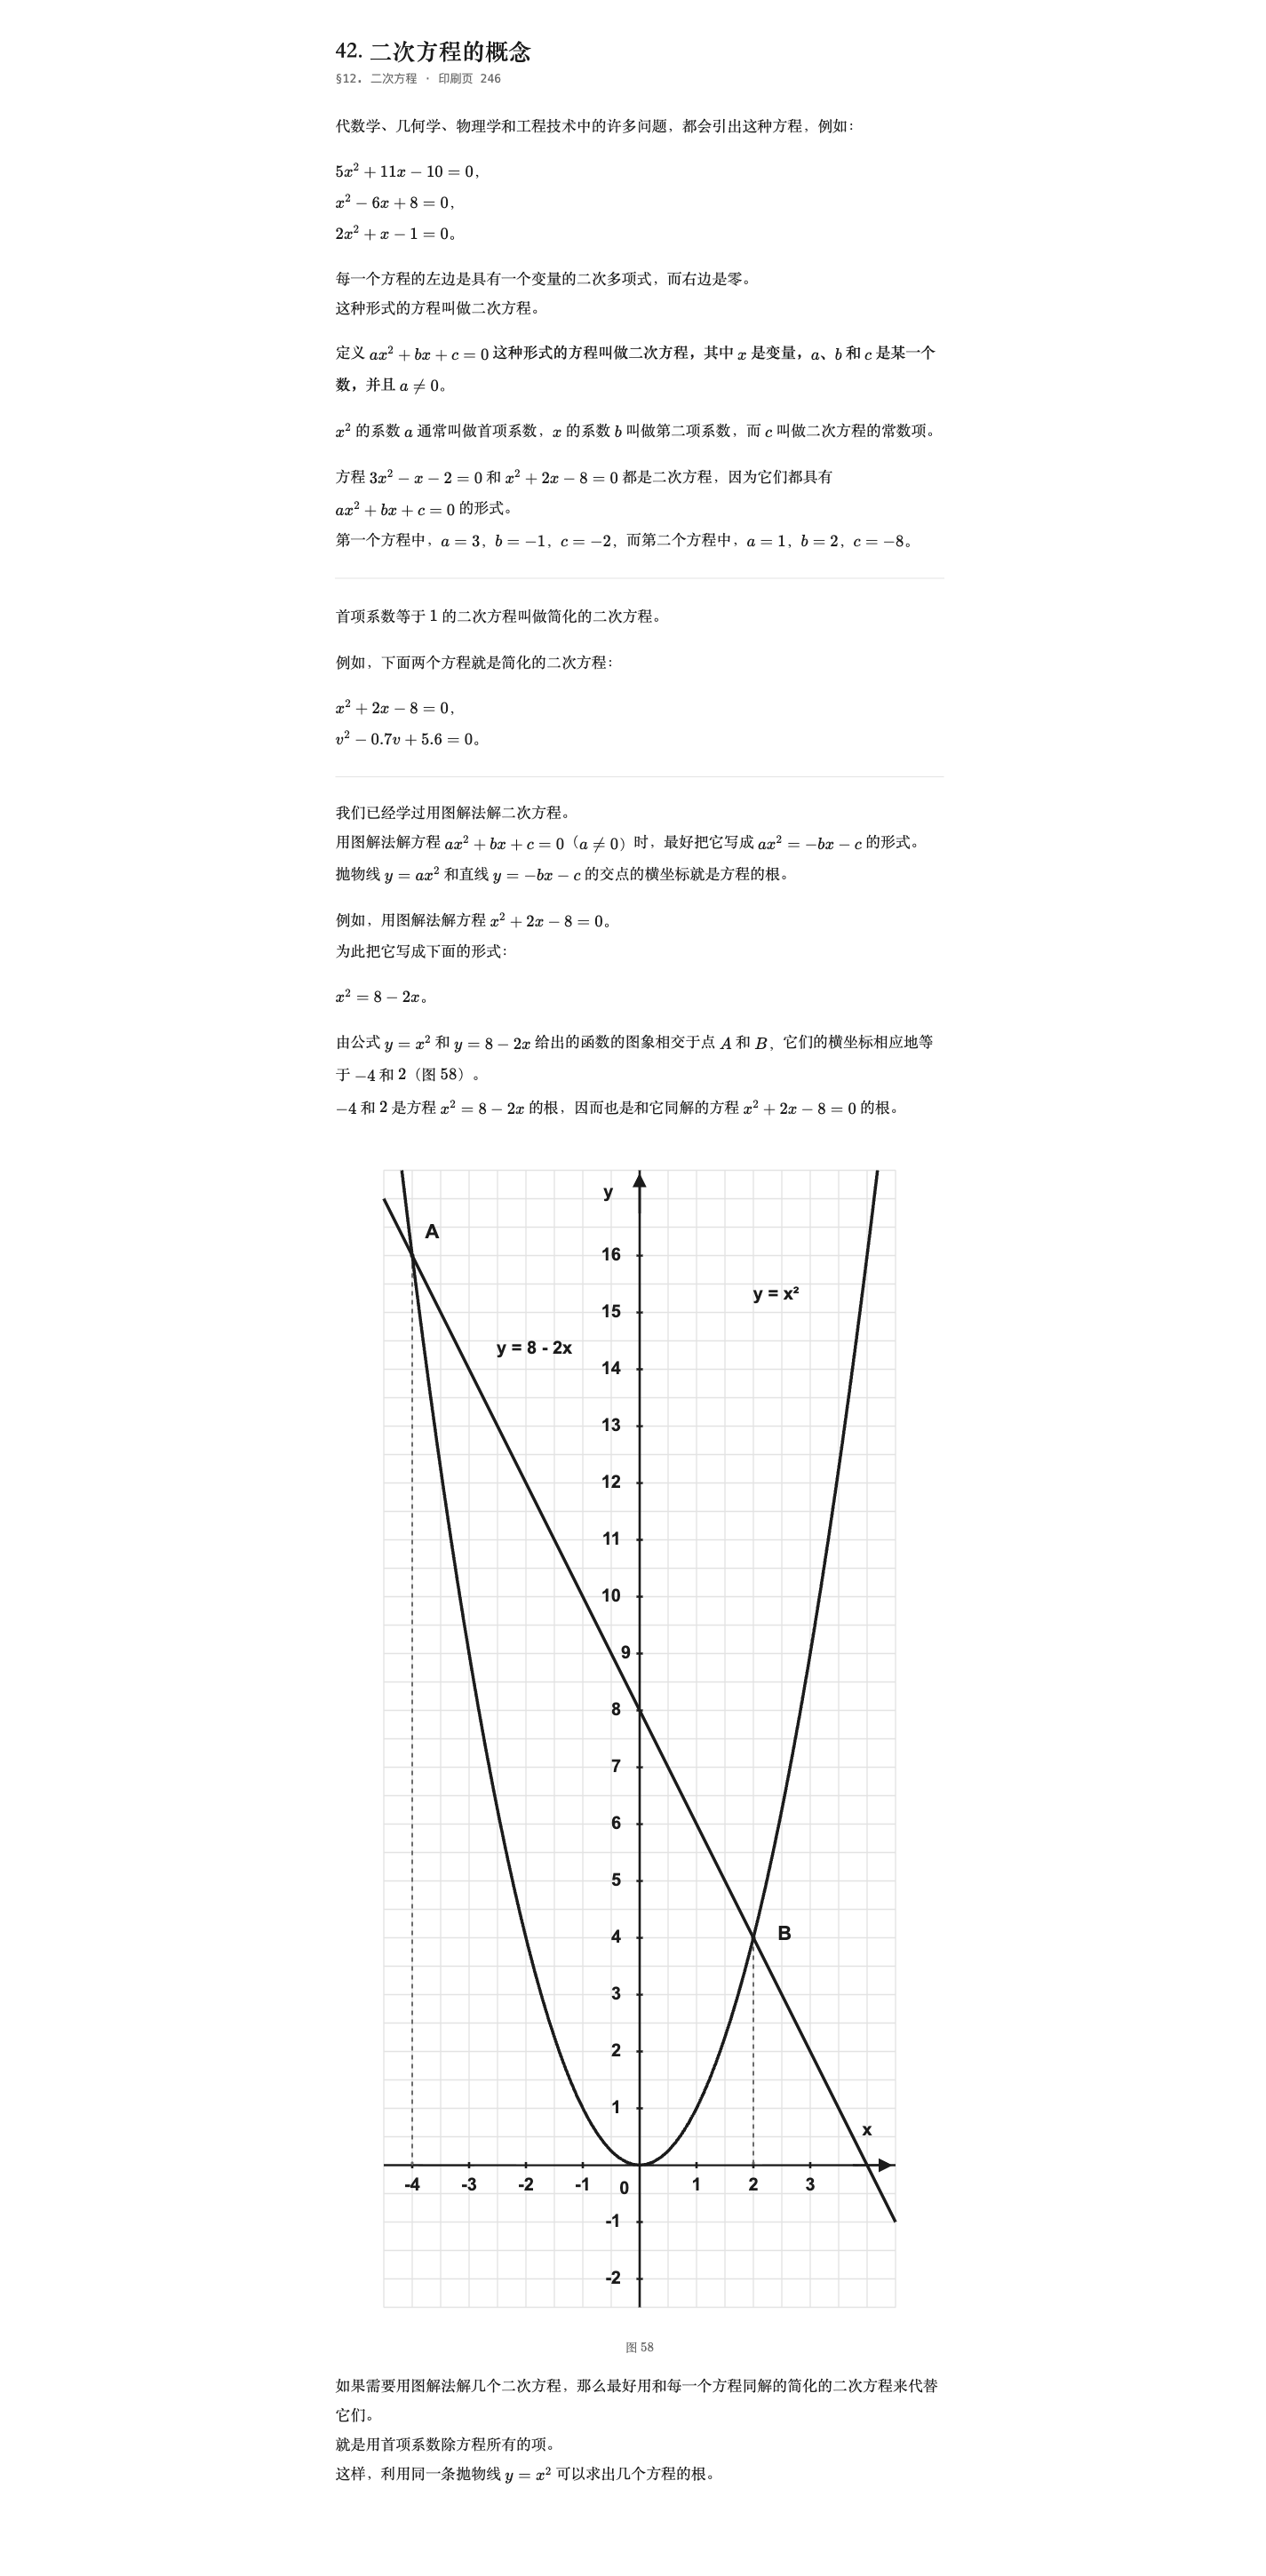 42. 二次方程的概念
§12. 二次方程 · 印刷页 246
代数学、几何学、物理学和工程技术中的许多问题，都会引出这种方程，例如：
5x² + 11x − 10 = 0，
x² − 6x + 8 = 0，
2x² + x − 1 = 0。
每一个方程的左边是具有一个变量的二次多项式，而右边是零。
这种形式的方程叫做二次方程。
定义 ax² + bx + c = 0 这种形式的方程叫做二次方程，其中 x 是变量，a、b 和 c 是某一个
数，并且 a ≠ 0。
x² 的系数 a 通常叫做首项系数，x 的系数 b 叫做第二项系数，而 c 叫做二次方程的常数项。
方程 3x² − x − 2 = 0 和 x² + 2x − 8 = 0 都是二次方程，因为它们都具有
ax² + bx + c = 0 的形式。
第一个方程中，a = 3，b = −1，c = −2，而第二个方程中，a = 1，b = 2，c = −8。
首项系数等于 1 的二次方程叫做简化的二次方程。
例如，下面两个方程就是简化的二次方程：
x² + 2x − 8 = 0，
v² − 0.7v + 5.6 = 0。
我们已经学过用图解法解二次方程。
用图解法解方程 ax² + bx + c = 0（a ≠ 0）时，最好把它写成 ax² = −bx − c 的形式。
抛物线 y = ax² 和直线 y = −bx − c 的交点的横坐标就是方程的根。
例如，用图解法解方程 x² + 2x − 8 = 0。
为此把它写成下面的形式：
x² = 8 − 2x。
由公式 y = x² 和 y = 8 − 2x 给出的函数的图象相交于点 A 和 B，它们的横坐标相应地等
于 −4 和 2（图 58）。
−4 和 2 是方程 x² = 8 − 2x 的根，因而也是和它同解的方程 x² + 2x − 8 = 0 的根。
y
A
16
y = x²
15
y = 8 - 2x
14
13
12
11
10
9
8
7
6
5
4
B
3
2
1
x
-4 -3 -2 -1 0 1 2 3
-1
-2
图 58
如果需要用图解法解几个二次方程，那么最好用和每一个方程同解的简化的二次方程来代替
它们。
就是用首项系数除方程所有的项。
这样，利用同一条抛物线 y = x² 可以求出几个方程的根。